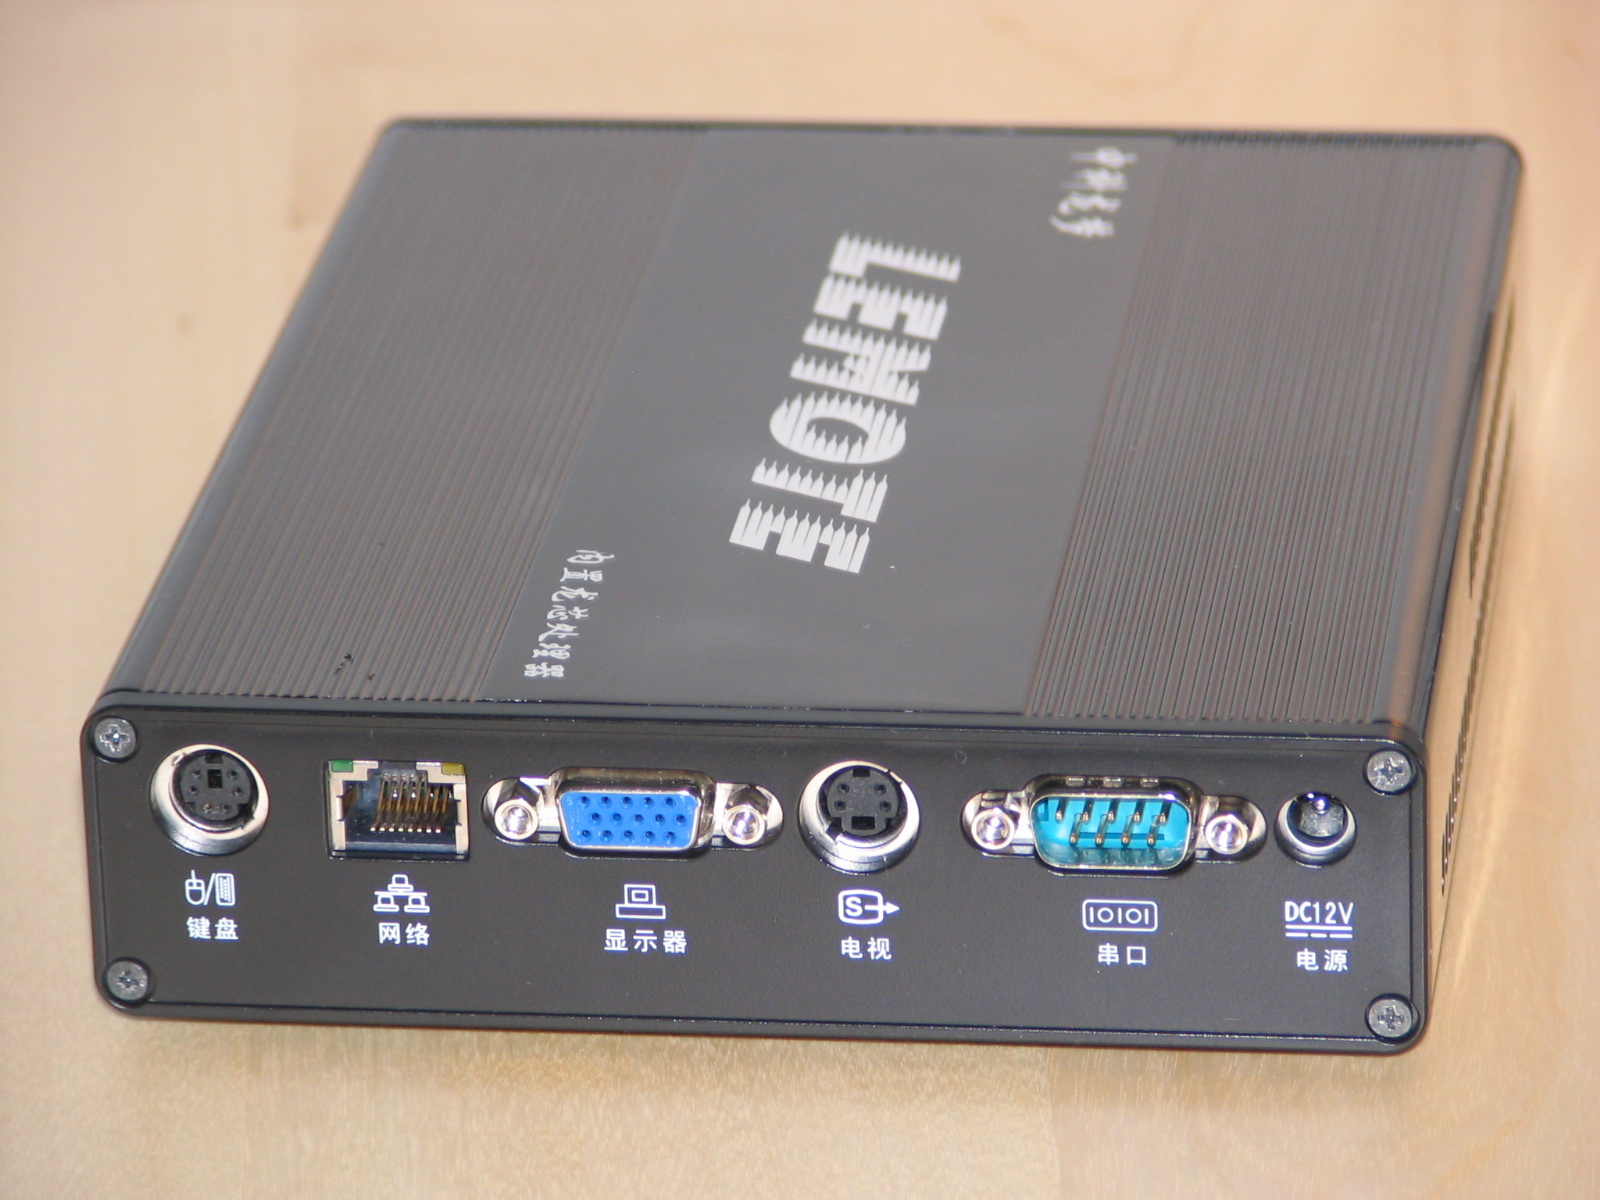 中科龙梦
LEMOTE
内置龙芯处理器
键盘
网络
显示器
S
电视
IOIOI
串口
DC12V
电源